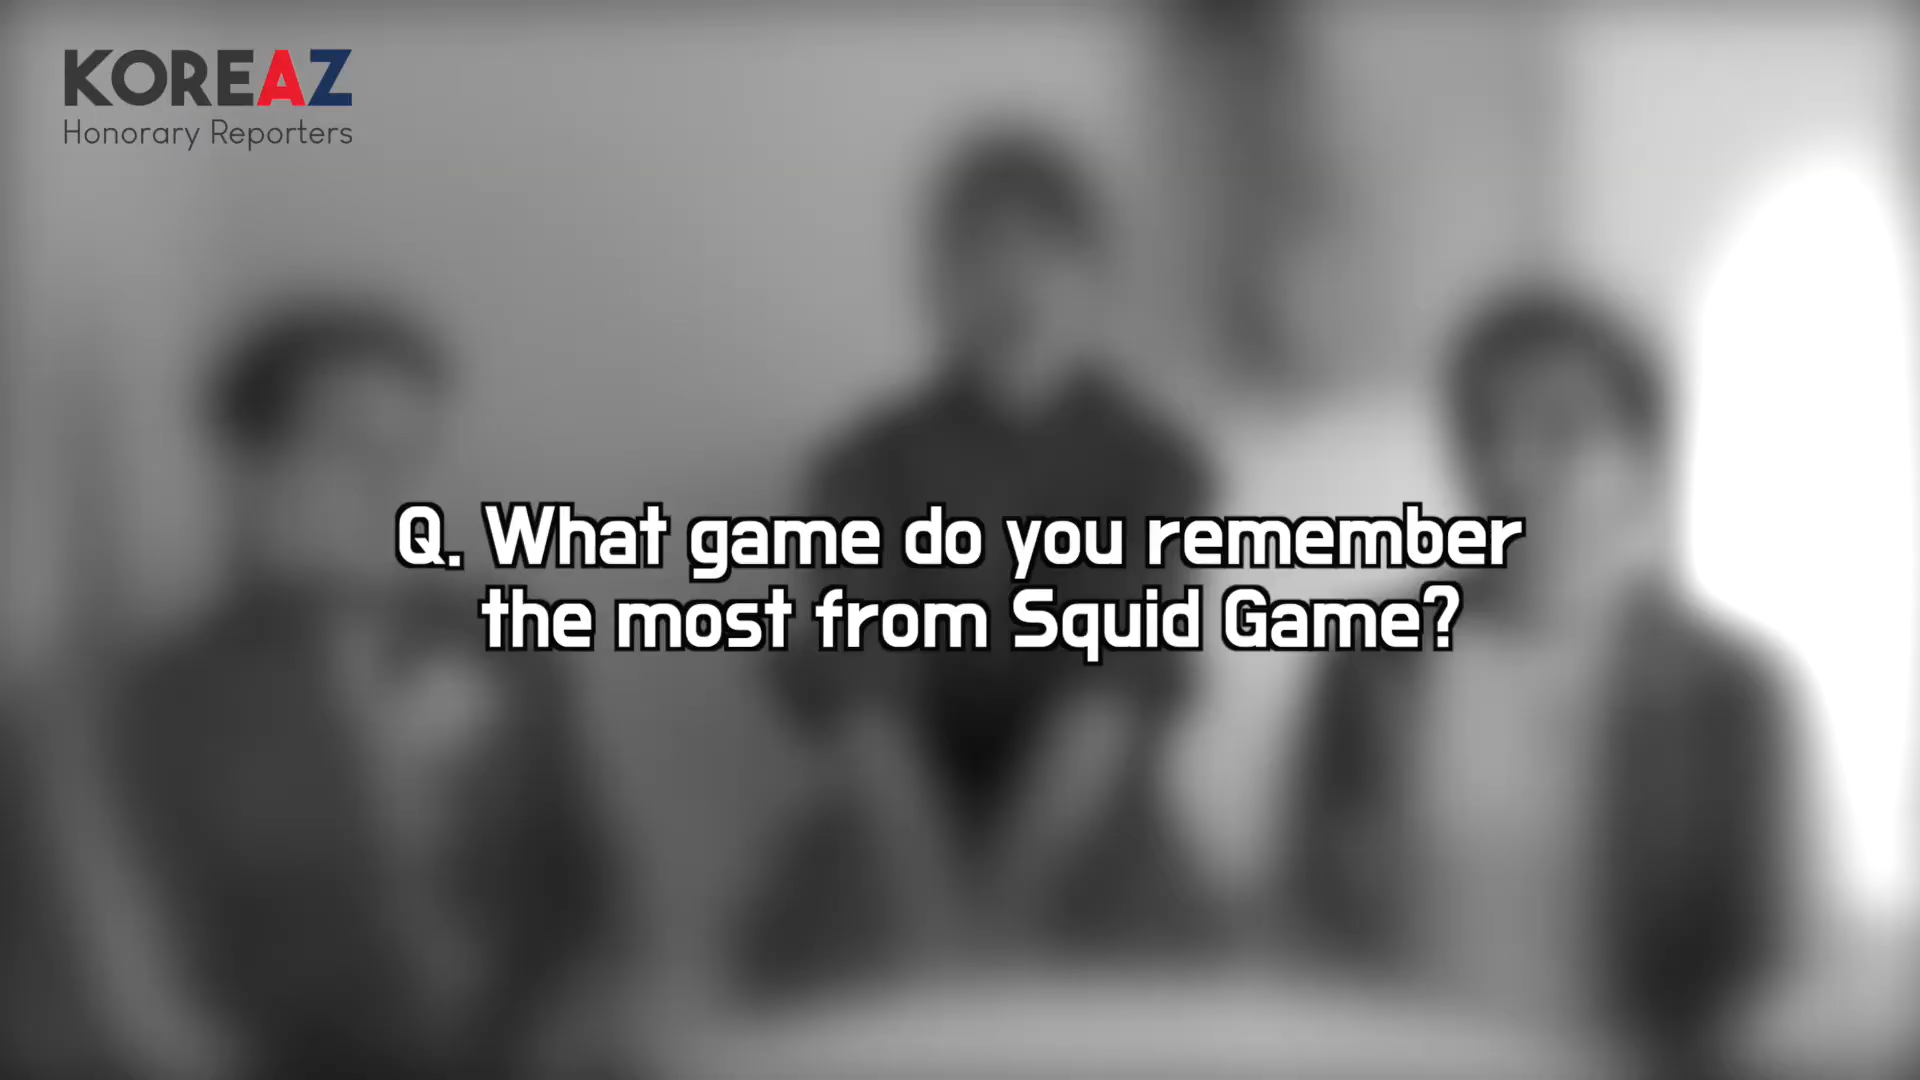 KOREAZ
Honorary Reporters
Q. What game do you remember
the most from Squid Game?